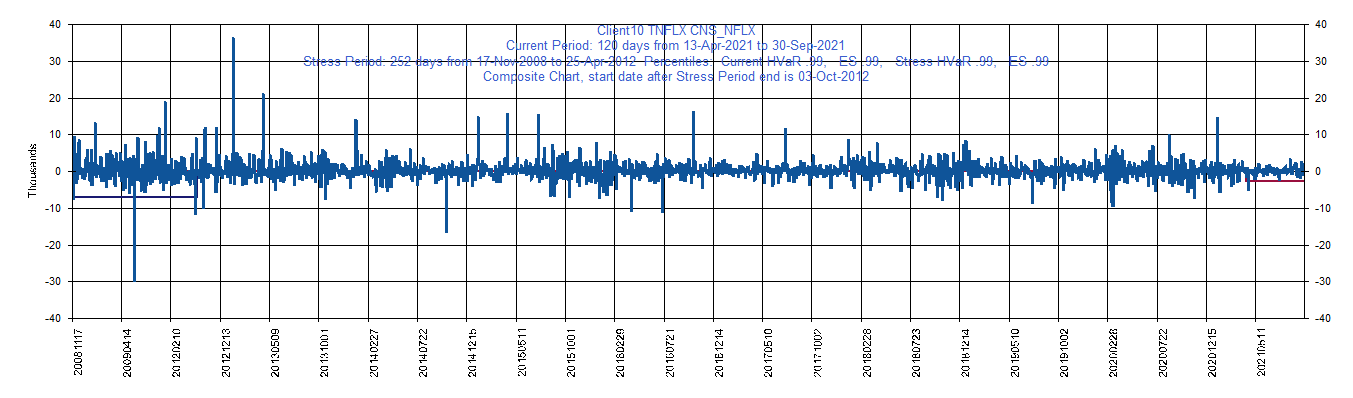 Client10 TNFLX CNS_NFLX
Current Period: 120 days from 13-Apr-2021 to 30-Sep-2021
Stress Period: 252 days from 17-Nov-2008 to 25-Apr-2012 Percentiles: Current HVaR .99, ES .99, Stress HVaR .99, ES .99
Composite Chart, start date after Stress Period end is 03-Oct-2012
40 40
30 30
20 20
10 10
0 0
-10 -10
-20 -20
-30 -30
-40 -40
Thousands
20081117 20090414 20120210 20121213 20130509 20131001 20140227 20140722 20141215 20150511 20151001 20160229 20160721 20161214 20170510 20171002 20180228 20180723 20181214 20190510 20191002 20200228 20200722 20201215 20210511